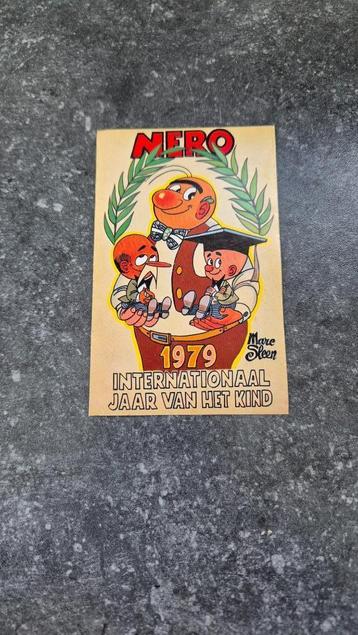 NERO
1979
Marc
Sleen
INTERNATIONAAL
JAAR VAN HET KIND